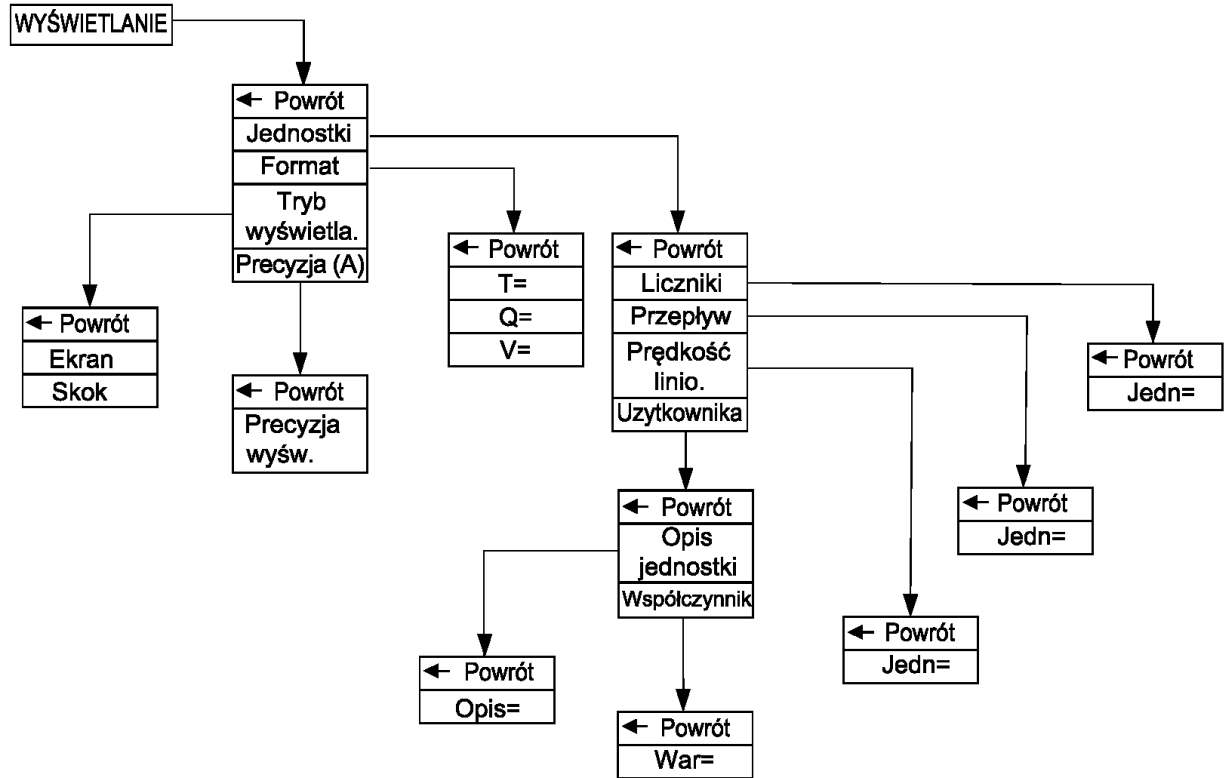 WYŚWIETLANIE
← Powrót
Jednostki
Format
Tryb
wyświetla.
Precyzja (A)
← Powrót
Ekran
Skok
← Powrót
Precyzja
wyśw.
← Powrót
T=
Q=
V=
← Powrót
Liczniki
Przepływ
Prędkość
linio.
Uzytkownika
← Powrót
Jedn=
← Powrót
Jedn=
← Powrót
Jedn=
← Powrót
Opis
jednostki
Współczynnik
← Powrót
Opis=
← Powrót
War=